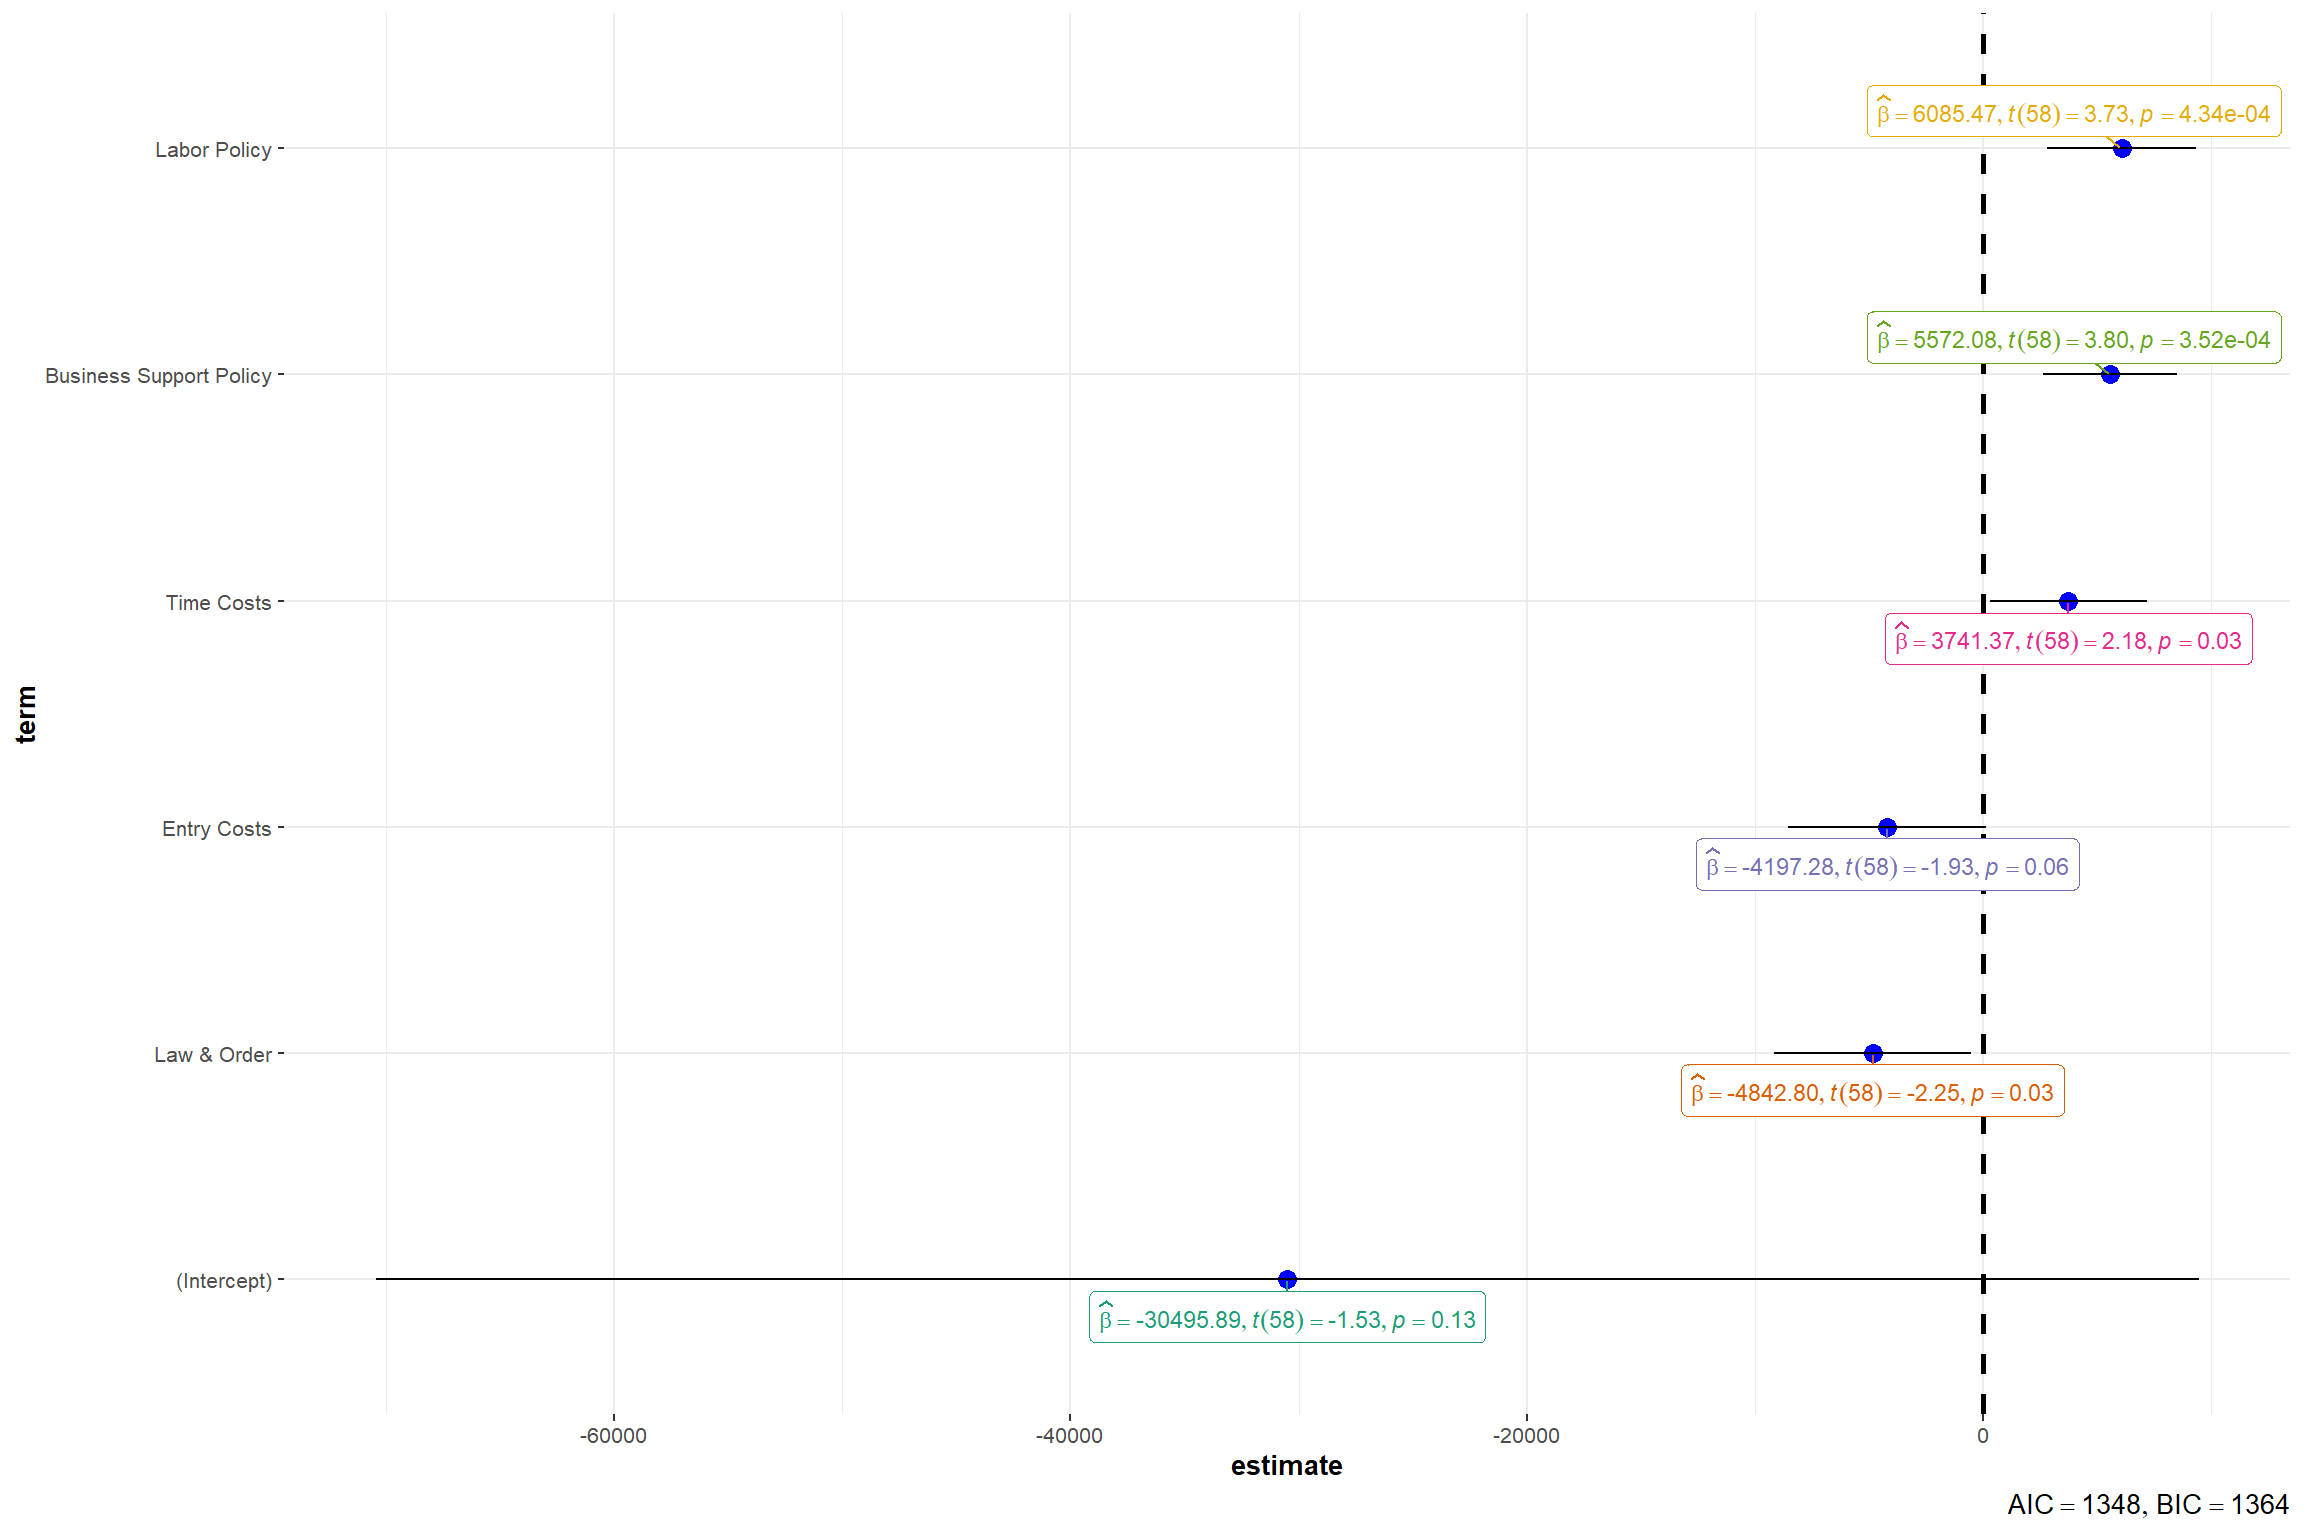 β̂ = 6085.47, t(58) = 3.73, p = 4.34e-04
Labor Policy
β̂ = 5572.08, t(58) = 3.80, p = 3.52e-04
Business Support Policy
Time Costs
β̂ = 3741.37, t(58) = 2.18, p = 0.03
term
Entry Costs
β̂ = -4197.28, t(58) = -1.93, p = 0.06
Law & Order
β̂ = -4842.80, t(58) = -2.25, p = 0.03
(Intercept)
β̂ = -30495.89, t(58) = -1.53, p = 0.13
-60000 -40000 -20000 0
estimate
AIC = 1348, BIC = 1364